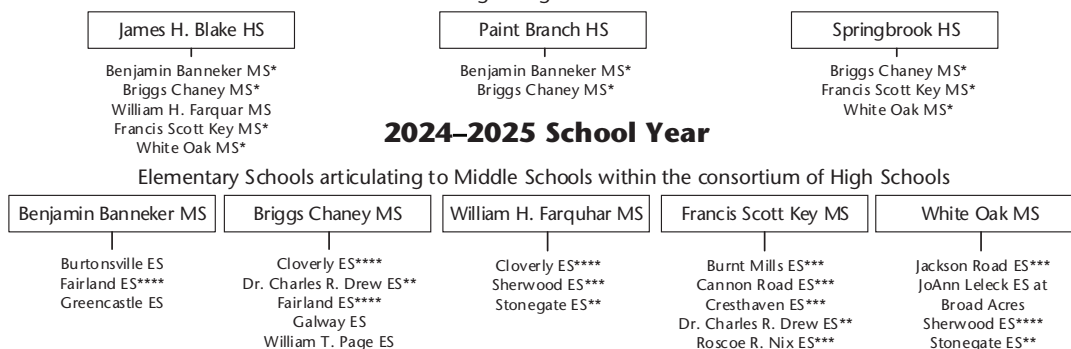 James H. Blake HS
Benjamin Banneker MS*
Briggs Chaney MS*
William H. Farquar MS
Francis Scott Key MS*
White Oak MS*
Paint Branch HS
Benjamin Banneker MS*
Briggs Chaney MS*
Springbrook HS
Briggs Chaney MS*
Francis Scott Key MS*
White Oak MS*
2024–2025 School Year
Elementary Schools articulating to Middle Schools within the consortium of High Schools
Benjamin Banneker MS
Burtonsville ES
Fairland ES****
Greencastle ES
Briggs Chaney MS
Cloverly ES****
Dr. Charles R. Drew ES**
Fairland ES****
Galway ES
William T. Page ES
William H. Farquhar MS
Cloverly ES****
Sherwood ES***
Stonegate ES**
Francis Scott Key MS
Burnt Mills ES***
Cannon Road ES***
Cresthaven ES***
Dr. Charles R. Drew ES**
Roscoe R. Nix ES***
White Oak MS
Jackson Road ES***
JoAnn Leleck ES at
Broad Acres
Sherwood ES****
Stonegate ES**